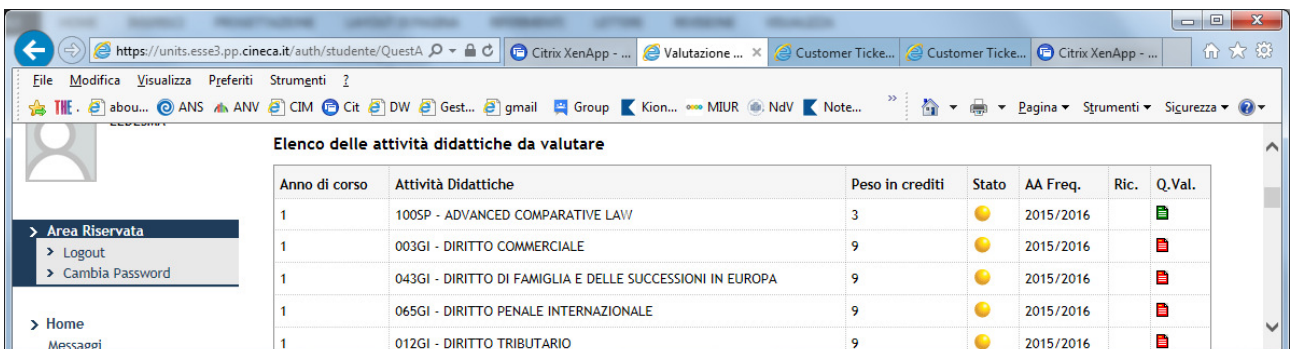 https://units.esse3.pp.cineca.it/auth/studente/QuestA
Citrix XenApp - ...
Valutazione ...
Customer Ticke...
Customer Ticke...
Citrix XenApp - ...
File Modifica Visualizza Preferiti Strumenti ?
THE. abou... ANS ANV CIM Cit DW Gest... gmail Group Kion... MIUR NdV Note... » Pagina Strumenti Sicurezza
Elenco delle attività didattiche da valutare
Anno di corso Attività Didattiche Peso in crediti Stato AA Freq. Ric. Q.Val.
1 100SP - ADVANCED COMPARATIVE LAW 3 2015/2016
1 003GI - DIRITTO COMMERCIALE 9 2015/2016
1 043GI - DIRITTO DI FAMIGLIA E DELLE SUCCESSIONI IN EUROPA 9 2015/2016
1 065GI - DIRITTO PENALE INTERNAZIONALE 9 2015/2016
1 012GI - DIRITTO TRIBUTARIO 9 2015/2016
Area Riservata
Logout
Cambia Password
Home
Messaggi